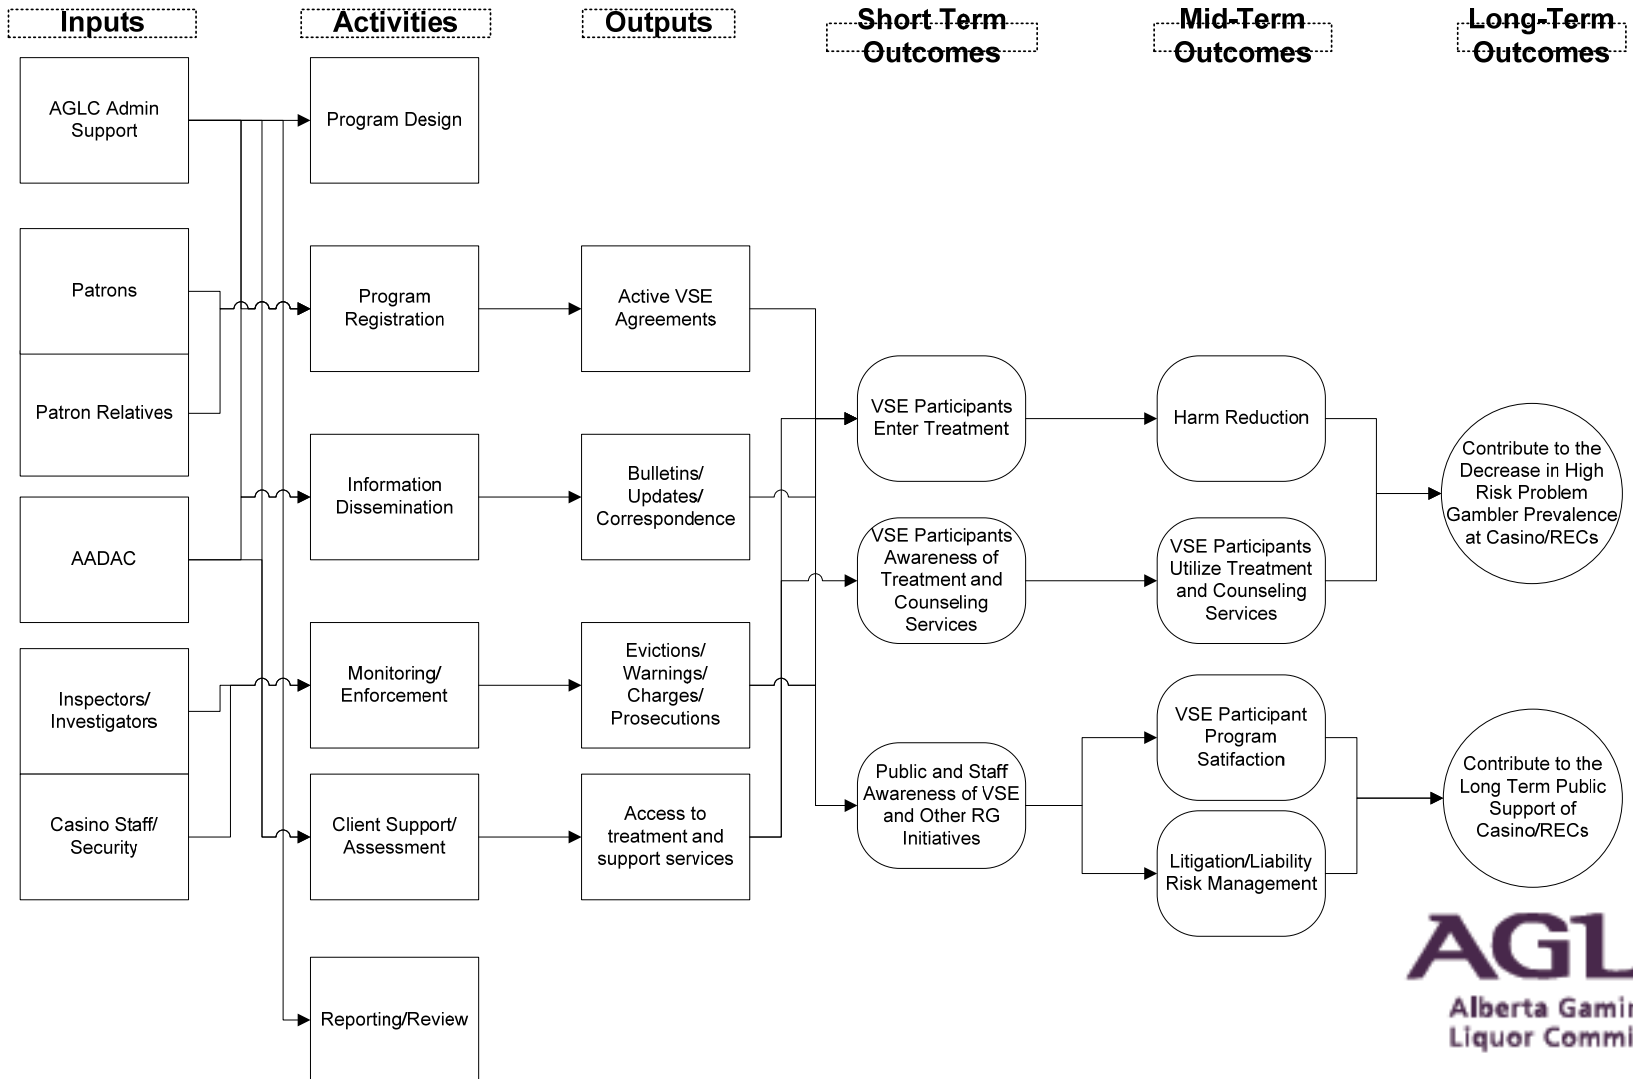 Inputs
Activities
Outputs
Short Term
Outcomes
Mid-Term
Outcomes
Long-Term
Outcomes
AGLC Admin
Support
Patrons
Patron Relatives
AADAC
Inspectors/
Investigators
Casino Staff/
Security
Program Design
Program
Registration
Information
Dissemination
Monitoring/
Enforcement
Client Support/
Assessment
Reporting/Review
Active VSE
Agreements
Bulletins/
Updates/
Correspondence
Evictions/
Warnings/
Charges/
Prosecutions
Access to
treatment and
support services
VSE Participants
Enter Treatment
VSE Participants
Awareness of
Treatment and
Counseling
Services
Public and Staff
Awareness of VSE
and Other RG
Initiatives
Harm Reduction
VSE Participants
Utilize Treatment
and Counseling
Services
VSE Participant
Program
Satifaction
Litigation/Liability
Risk Management
Contribute to the
Decrease in High
Risk Problem
Gambler Prevalence
at Casino/RECs
Contribute to the
Long Term Public
Support of
Casino/RECs
AGL
Alberta Gamin
Liquor Commi